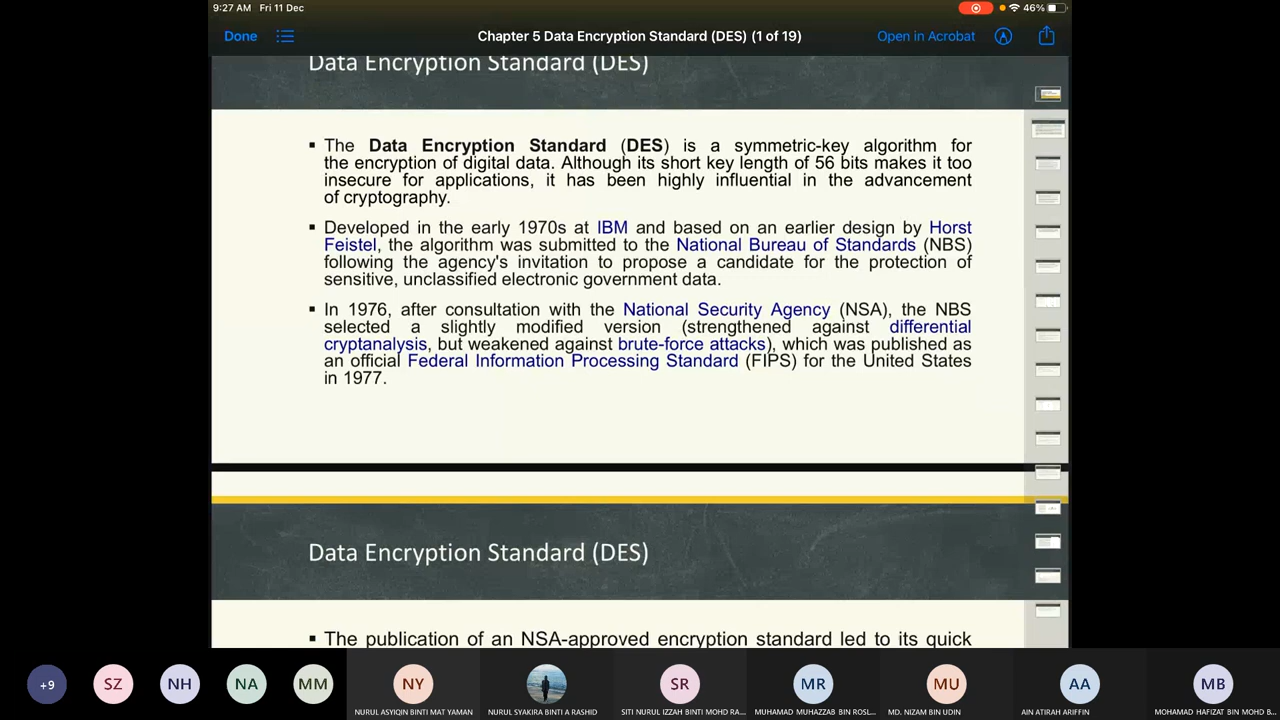 9:27 AM Fri 11 Dec
46%
Done
Chapter 5 Data Encryption Standard (DES) (1 of 19)
Open in Acrobat
Data Encryption Standard (DES)
▪ The Data Encryption Standard (DES) is a symmetric-key algorithm for
the encryption of digital data. Although its short key length of 56 bits makes it too
insecure for applications, it has been highly influential in the advancement
of cryptography.
▪ Developed in the early 1970s at IBM and based on an earlier design by Horst
Feistel, the algorithm was submitted to the National Bureau of Standards (NBS)
following the agency's invitation to propose a candidate for the protection of
sensitive, unclassified electronic government data.
▪ In 1976, after consultation with the National Security Agency (NSA), the NBS
selected a slightly modified version (strengthened against differential
cryptanalysis, but weakened against brute-force attacks), which was published as
an official Federal Information Processing Standard (FIPS) for the United States
in 1977.
Data Encryption Standard (DES)
▪ The publication of an NSA-approved encryption standard led to its quick
+9
SZ
NH
NA
MM
NY
SR
MR
MU
AA
MB
NURUL ASYIQIN BINTI MAT YAMAN
NURUL SYAKIRA BINTI A RASHID
SITI NURUL IZZAH BINTI MOHD RA...
MUHAMAD MUHAZZAB BIN ROSL...
MD. NIZAM BIN UDIN
AIN ATIRAH ARIFFIN
MOHAMAD HAFIZAT BIN MOHD B...